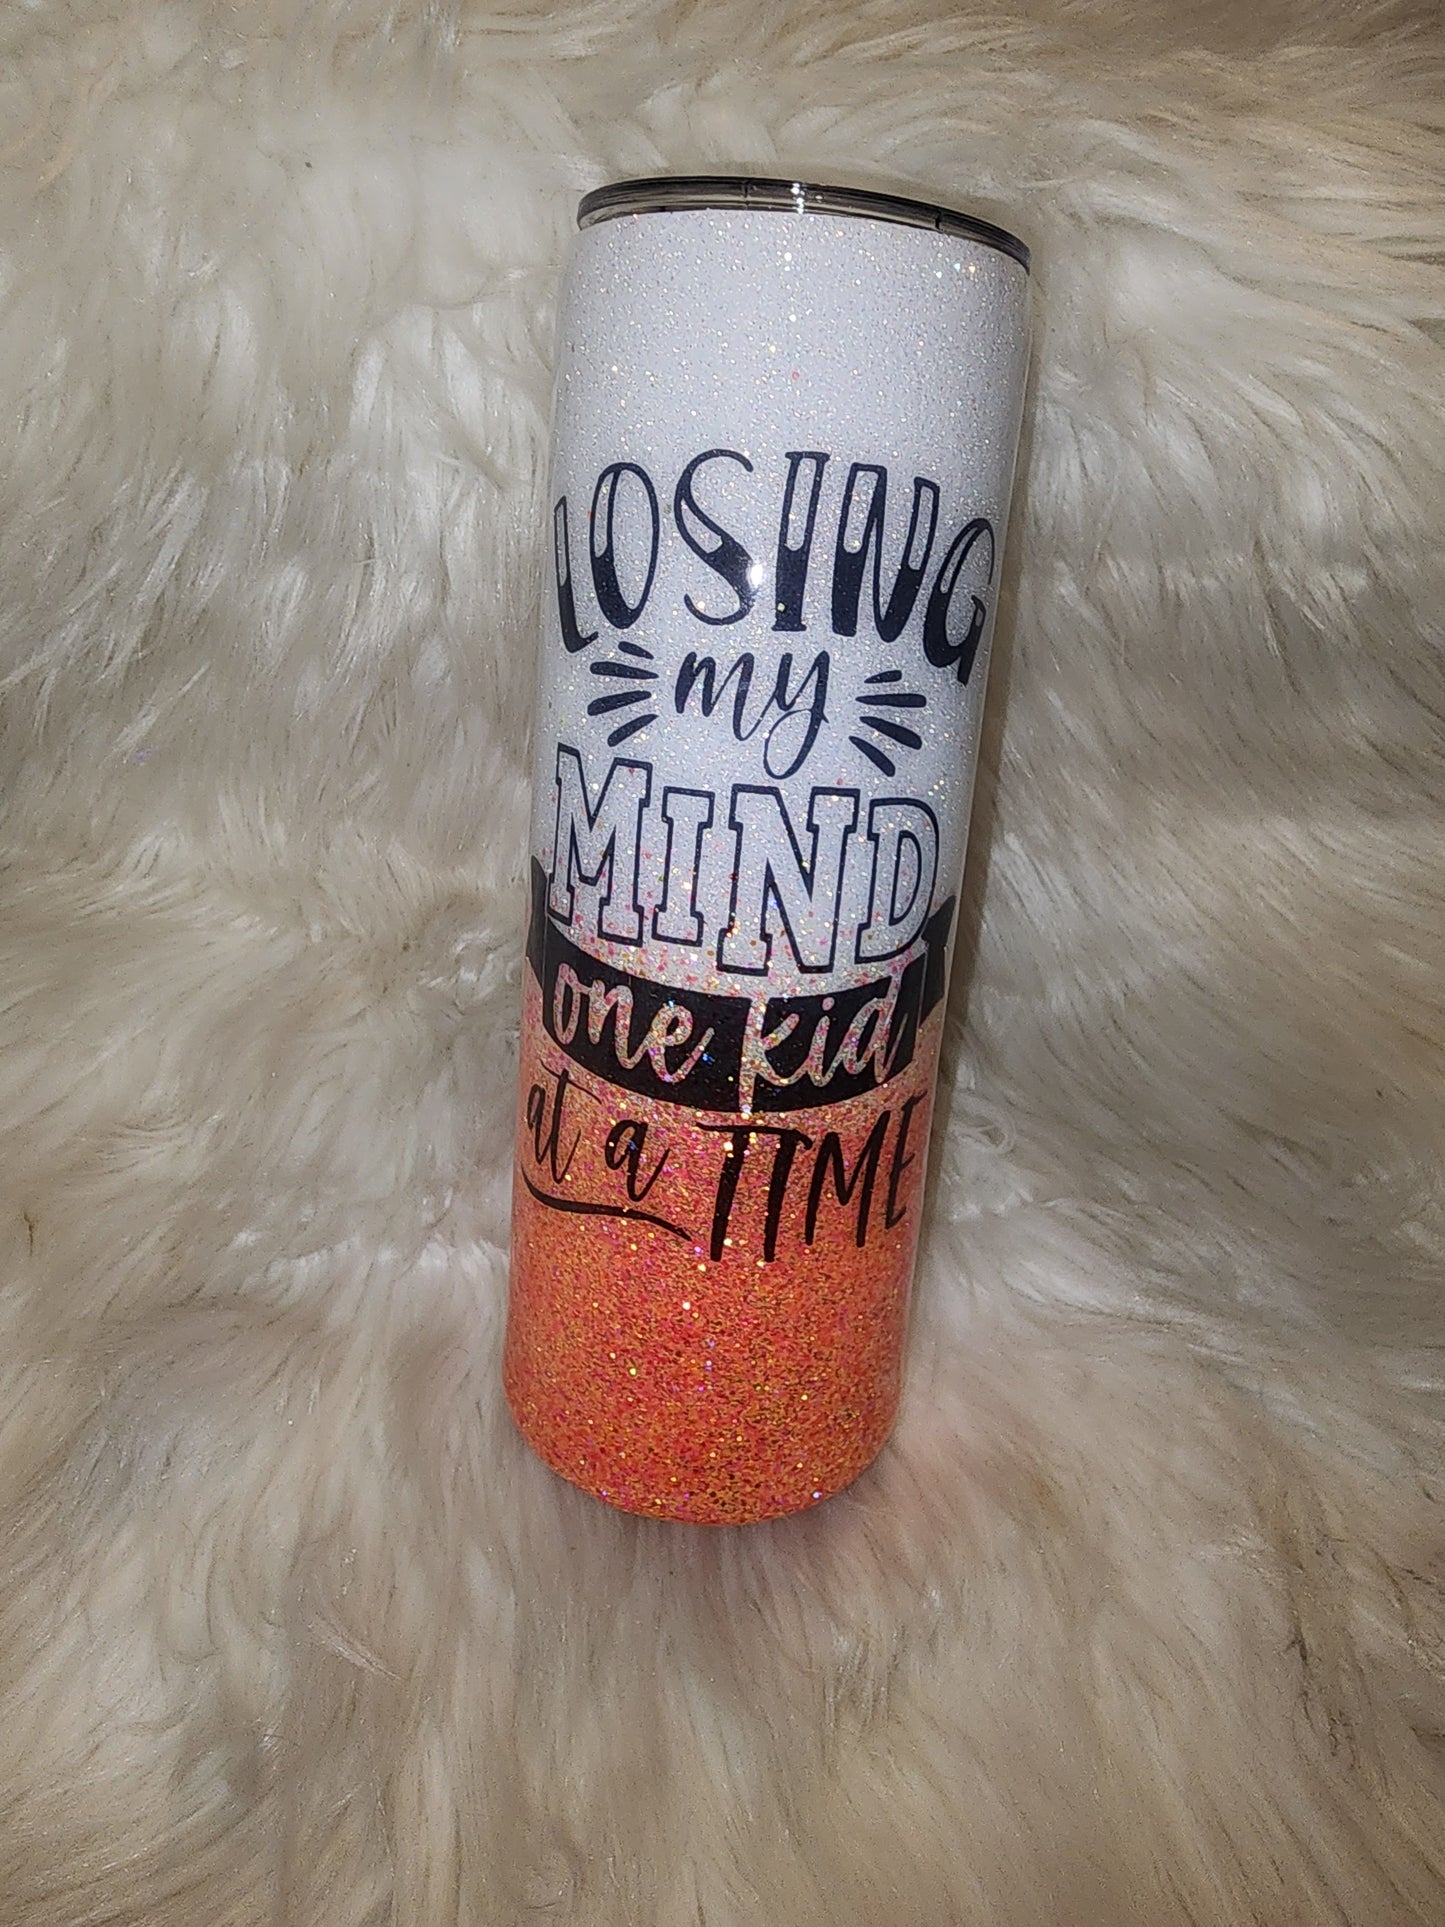 LOSING
my
MIND
one kid
at a TIME